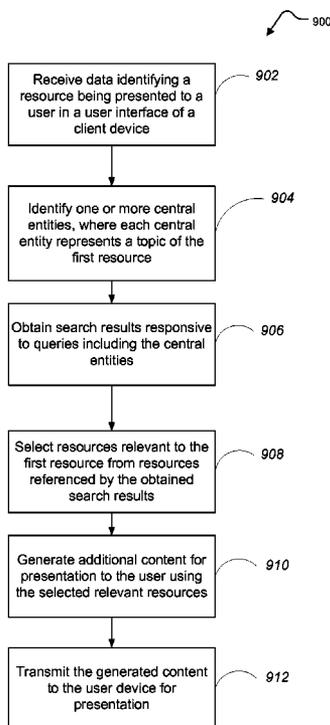 900
Receive data identifying a
resource being presented to a
user in a user interface of a
client device
902
Identify one or more central
entities, where each central
entity represents a topic of the
first resource
904
Obtain search results responsive
to queries including the central
entities
906
Select resources relevant to the
first resource from resources
referenced by the obtained
search results
908
Generate additional content for
presentation to the user using
the selected relevant resources
910
Transmit the generated content
to the user device for
presentation
912